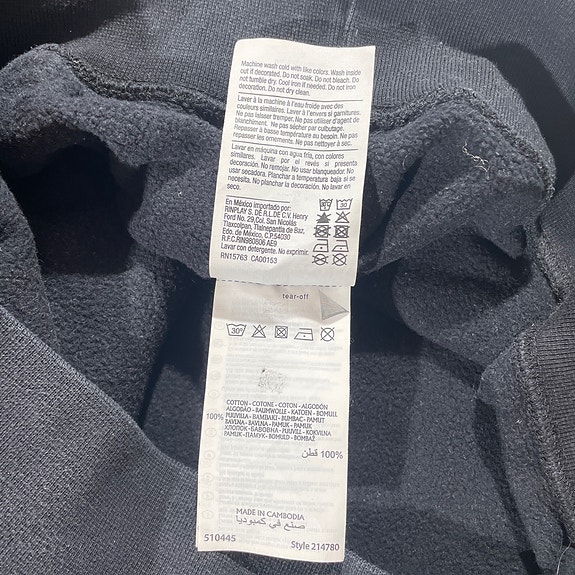 Machine wash cold with like colors. Wash inside
out if decorated. Do not soak. Do not bleach. Do
not tumble dry. Cool iron if needed. Do not iron
decoration. Do not dry clean.
Laver à la machine à l'eau froide avec des
couleurs similaires. Laver à l'envers si garnitures.
Ne pas laisser tremper. Ne pas utiliser d'agent de
blanchiment. Ne pas sécher par culbutage.
Repasser à basse température au besoin. Ne pas
repasser les ornements. Ne pas nettoyer à sec.
Lavar en máquina con agua fría, con colores
similares. Lavar por el revés si presenta
decoración. No remojar. No usar blanqueador. No
usar secadora. Planchar a temperatura baja si se
necesita. No planchar la decoración. No lavar en
seco.
En México importado por:
RINPLAY S. DE R.L.DE C.V. Henry
Ford No. 29,Col. San Nicolás
Tlaxcolpan, Tlalnepantla de Baz,
Edo. de México, C.P.54030
R.F.C.RIN980806 AE9
Lavar con detergente. No exprimir.
RN15763 CA00153
tear-off
30°
COTTON - COTONE - COTON - ALGODÓN
ALGODÃO - BAUMWOLLE - KATOEN - BOMULL
100% PUUVILLA - BAMBAKI - BUMBAC - PAMUT
BAVLNA - BAVLNA - PAMUK - PAMUK
ХЛОПОК - БАВОВНА - PUUVILL - KOKVILNA
PAMUK - ПАМУК - BOMULD - BOMBAŽ
100% قطن
MADE IN CAMBODIA
صنع في كمبوديا
510445 Style 214780